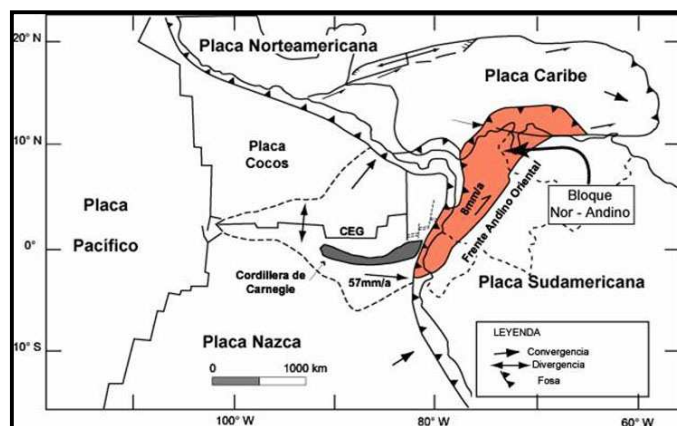 20° N
Placa Norteamericana
Placa Caribe
10° N
Placa
Cocos
8mm/a
Frente Andino Oriental
Bloque
Nor - Andino
Placa
Pacifico
CEG
0°
Cordillera de
Carnegie
57mm/a
Placa Sudamericana
Placa Nazca
LEYENDA
Convergencia
Divergencia
Fosa
10° S
0
1000 km
100° W
80° W
60° W